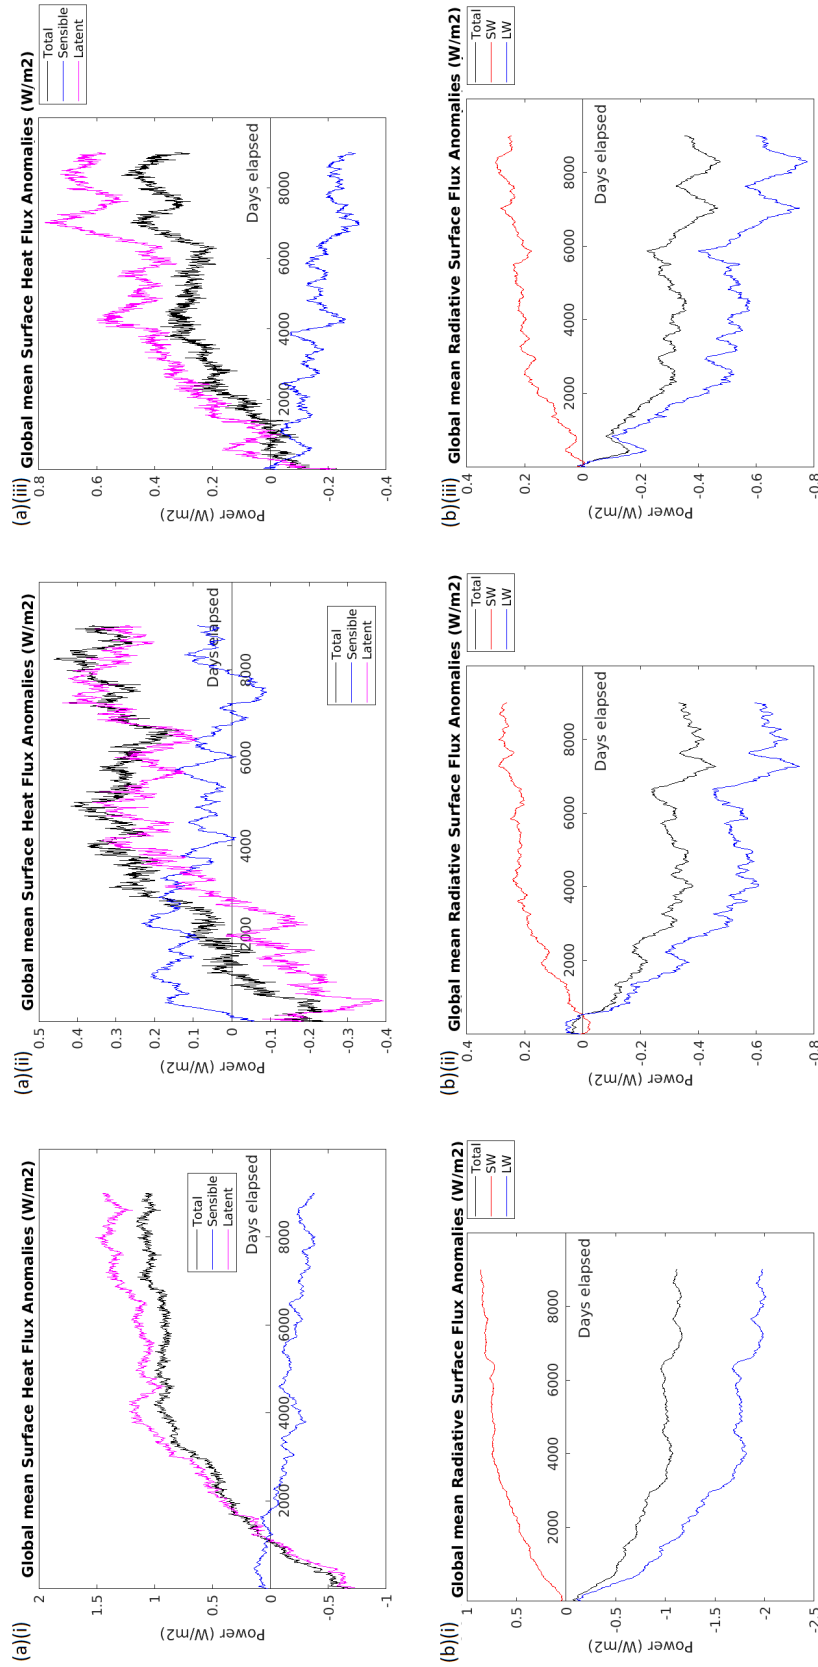 (a)(i)
Global mean Surface Heat Flux Anomalies (W/m2)
Power (W/m2)
2
1.5
1
0.5
0
-0.5
-1
2000
4000
6000
8000
Days elapsed
Total
Sensible
Latent
(a)(ii)
Global mean Surface Heat Flux Anomalies (W/m2)
Power (W/m2)
0.5
0.4
0.3
0.2
0.1
0
-0.1
-0.2
-0.3
-0.4
2000
4000
6000
8000
Days elapsed
Total
Sensible
Latent
(a)(iii)
Global mean Surface Heat Flux Anomalies (W/m2)
Power (W/m2)
0.8
0.6
0.4
0.2
0
-0.2
-0.4
2000
4000
6000
8000
Days elapsed
Total
Sensible
Latent
(b)(i)
Global mean Radiative Surface Flux Anomalies (W/m2)
Power (W/m2)
1
0.5
0
-0.5
-1
-1.5
-2
-2.5
2000
4000
6000
8000
Days elapsed
Total
SW
LW
(b)(ii)
Global mean Radiative Surface Flux Anomalies (W/m2)
Power (W/m2)
0.4
0.2
0
-0.2
-0.4
-0.6
-0.8
2000
4000
6000
8000
Days elapsed
Total
SW
LW
(b)(iii)
Global mean Radiative Surface Flux Anomalies (W/m2)
Power (W/m2)
0.4
0.2
0
-0.2
-0.4
-0.6
-0.8
2000
4000
6000
8000
Days elapsed
Total
SW
LW